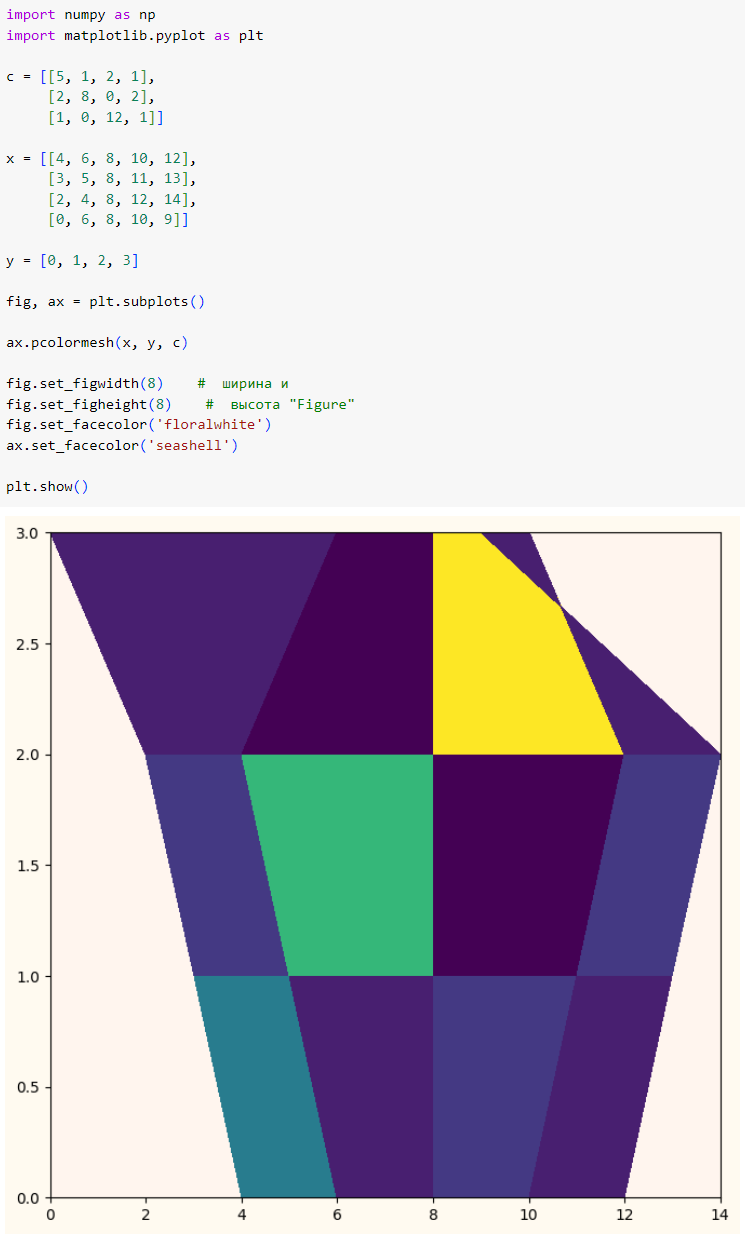 import numpy as np
import matplotlib.pyplot as plt
c = [[5, 1, 2, 1],
[2, 8, 0, 2],
[1, 0, 12, 1]]
x = [[4, 6, 8, 10, 12],
[3, 5, 8, 11, 13],
[2, 4, 8, 12, 14],
[0, 6, 8, 10, 9]]
y = [0, 1, 2, 3]
fig, ax = plt.subplots()
ax.pcolormesh(x, y, c)
fig.set_figwidth(8)    #  ширина и
fig.set_figheight(8)    #  высота "Figure"
fig.set_facecolor('floralwhite')
ax.set_facecolor('seashell')
plt.show()
3.0
2.5
2.0
1.5
1.0
0.5
0.0
0 2 4 6 8 10 12 14